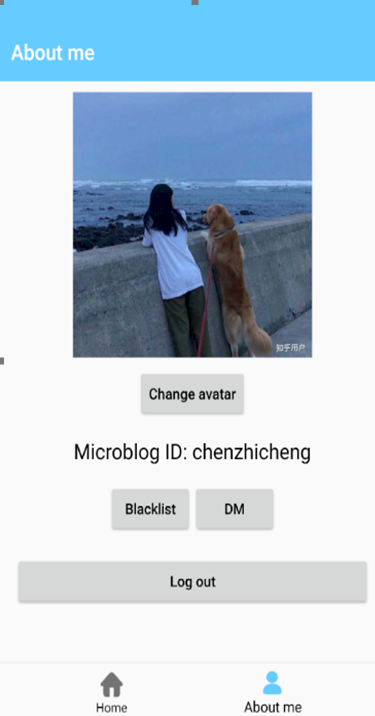 About me
知乎用户
Change avatar
Microblog ID: chenzhicheng
Blacklist
DM
Log out
Home
About me